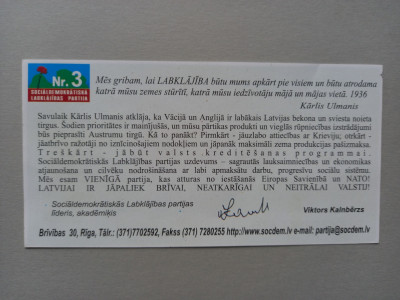 Nr. 3
SOCIĀLDEMOKRĀTISKĀ
LABKLĀJĪBAS PARTIJA
Mēs gribam, lai LABKLĀJĪBA būtu mums apkārt pie visiem un būtu atrodama
katrā mūsu zemes stūrītī, katrā mūsu iedzīvotāju mājā un mājas vietā. 1936
Kārlis Ulmanis
Savulaik Kārlis Ulmanis atklāja, ka Vācijā un Anglijā ir labākais Latvijas bekona un sviesta noieta
tirgus. Šodien prioritātes ir mainījušās, un mūsu pārtikas produkti un vieglās rūpniecības izstrādājumi
būs pieprasīti Austrumu tirgū. Kā to panākt? Pirmkārt - jāuzlabo attiecības ar Krieviju; otrkārt -
jāatbrīvo ražotāji no iznīcinošajiem nodokļiem un jāpanāk maksimāli zema produkcijas pašizmaksa.
Treškārt - jābūt valsts kreditēšanas programmai.
Sociāldemokrātiskās Labklājības partijas uzdevums – sagrautās lauksaimniecības un ekonomikas
atjaunošana un cilvēku nodrošināšana ar labi apmaksātu darbu, progresīvu sociālo sistēmu.
Mēs esam VIENĪGĀ partija, kas atturas no iestāšanās Eiropas Savienībā un NATO!
LATVIJAI IR JĀPALIEK BRĪVAI, NEATKARĪGAI UN NEITRĀLAI VALSTIJ!
Sociāldemokrātiskās Labklājības partijas
līderis, akadēmiķis
Viktors Kalnbērzs
Brīvības 30, Rīga, Tālr.: (371)7702592, Fakss (371) 7280255 http://www.socdem.lv e-mail: partija@socdem.lv